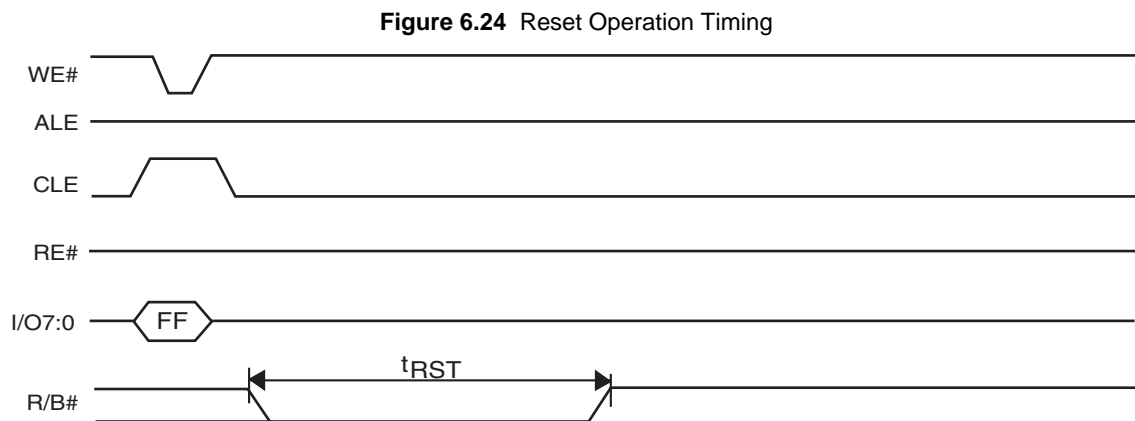 Figure 6.24 Reset Operation Timing
WE#
ALE
CLE
RE#
I/O7:0
FF
tRST
R/B#